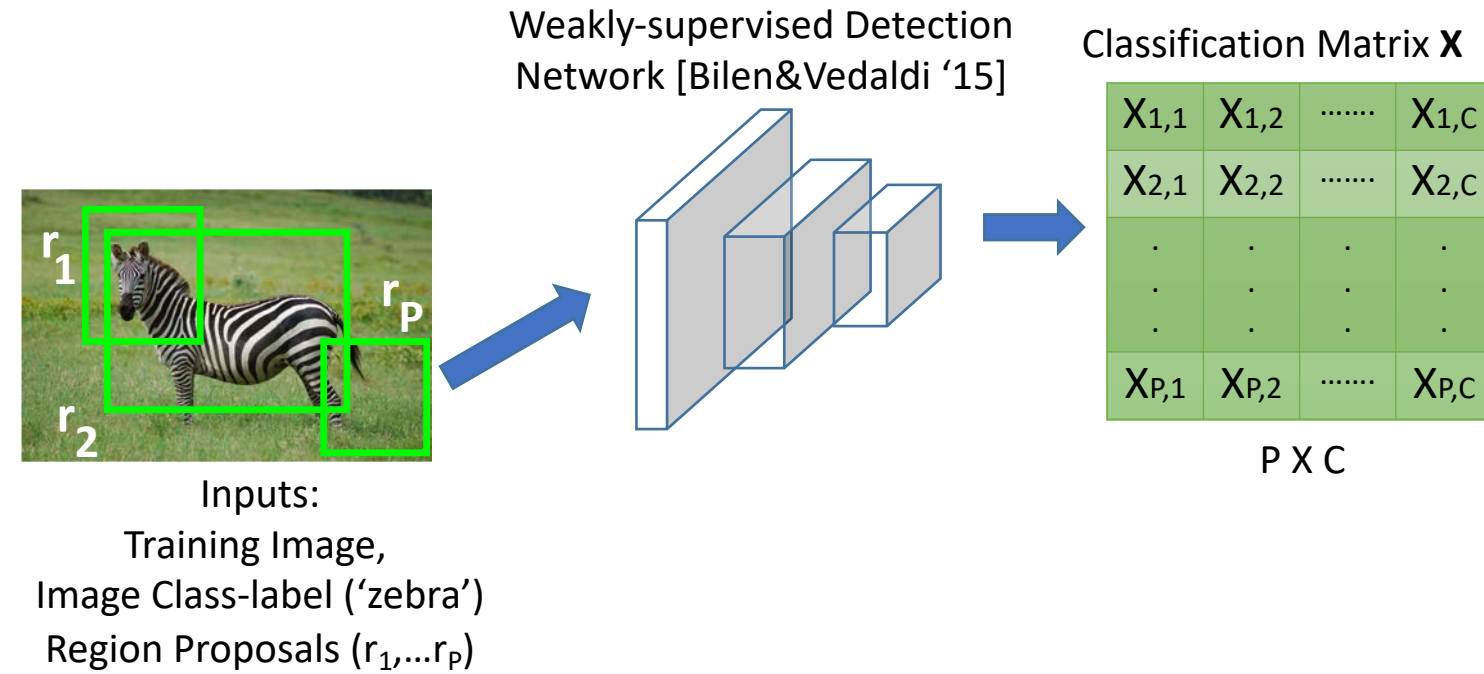 Weakly-supervised Detection
Network [Bilen&Vedaldi ‘15]
Classification Matrix X
X1,1 X1,2 ....... X1,C
X2,1 X2,2 ....... X2,C
. . . .
. . . .
. . . .
XP,1 XP,2 ....... XP,C
P X C
r1
r2
rP
Inputs:
Training Image,
Image Class-label (‘zebra’)
Region Proposals (r1,…rP)